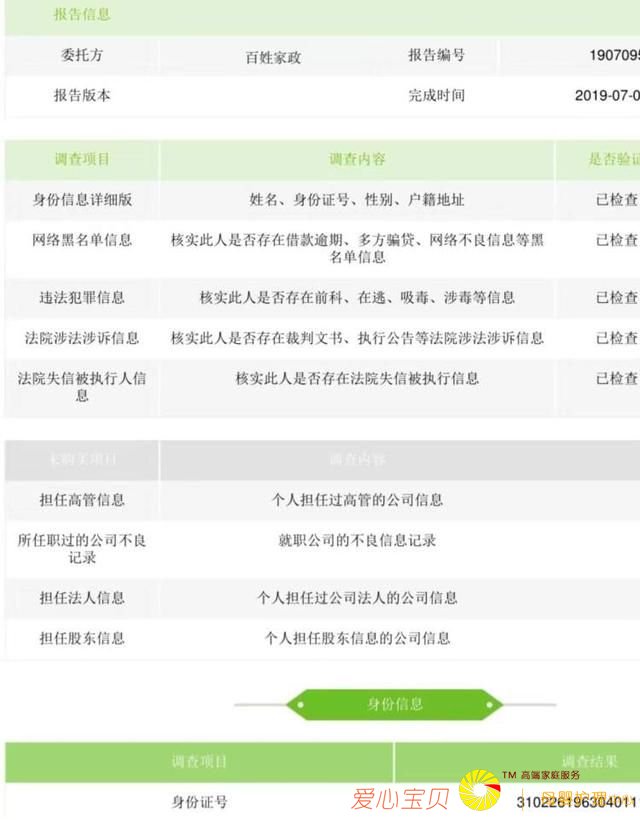 报告信息
委托方 百姓家政 报告编号 190709
报告版本 完成时间 2019-07-0
调查项目 调查内容 是否验证
身份信息详细版 姓名、身份证号、性别、户籍地址 已检查
网络黑名单信息 核实此人是否存在借款逾期、多方骗贷、网络不良信息等黑名单信息 已检查
违法犯罪信息 核实此人是否存在前科、在逃、吸毒、涉毒等信息 已检查
法院涉法涉诉信息 核实此人是否存在裁判文书、执行公告等法院涉法涉诉信息 已检查
法院失信被执行人信息 核实此人是否存在法院失信被执行信息 已检查
未购买项目 调查内容
担任高管信息 个人担任过高管的公司信息
所任职过的公司不良记录 就职公司的不良信息记录
担任法人信息 个人担任过公司法人的公司信息
担任股东信息 个人担任股东信息的公司信息
身份信息
调查项目 调查结果
身份证号 310226196304011
爱心宝贝
TM 高端家庭服务